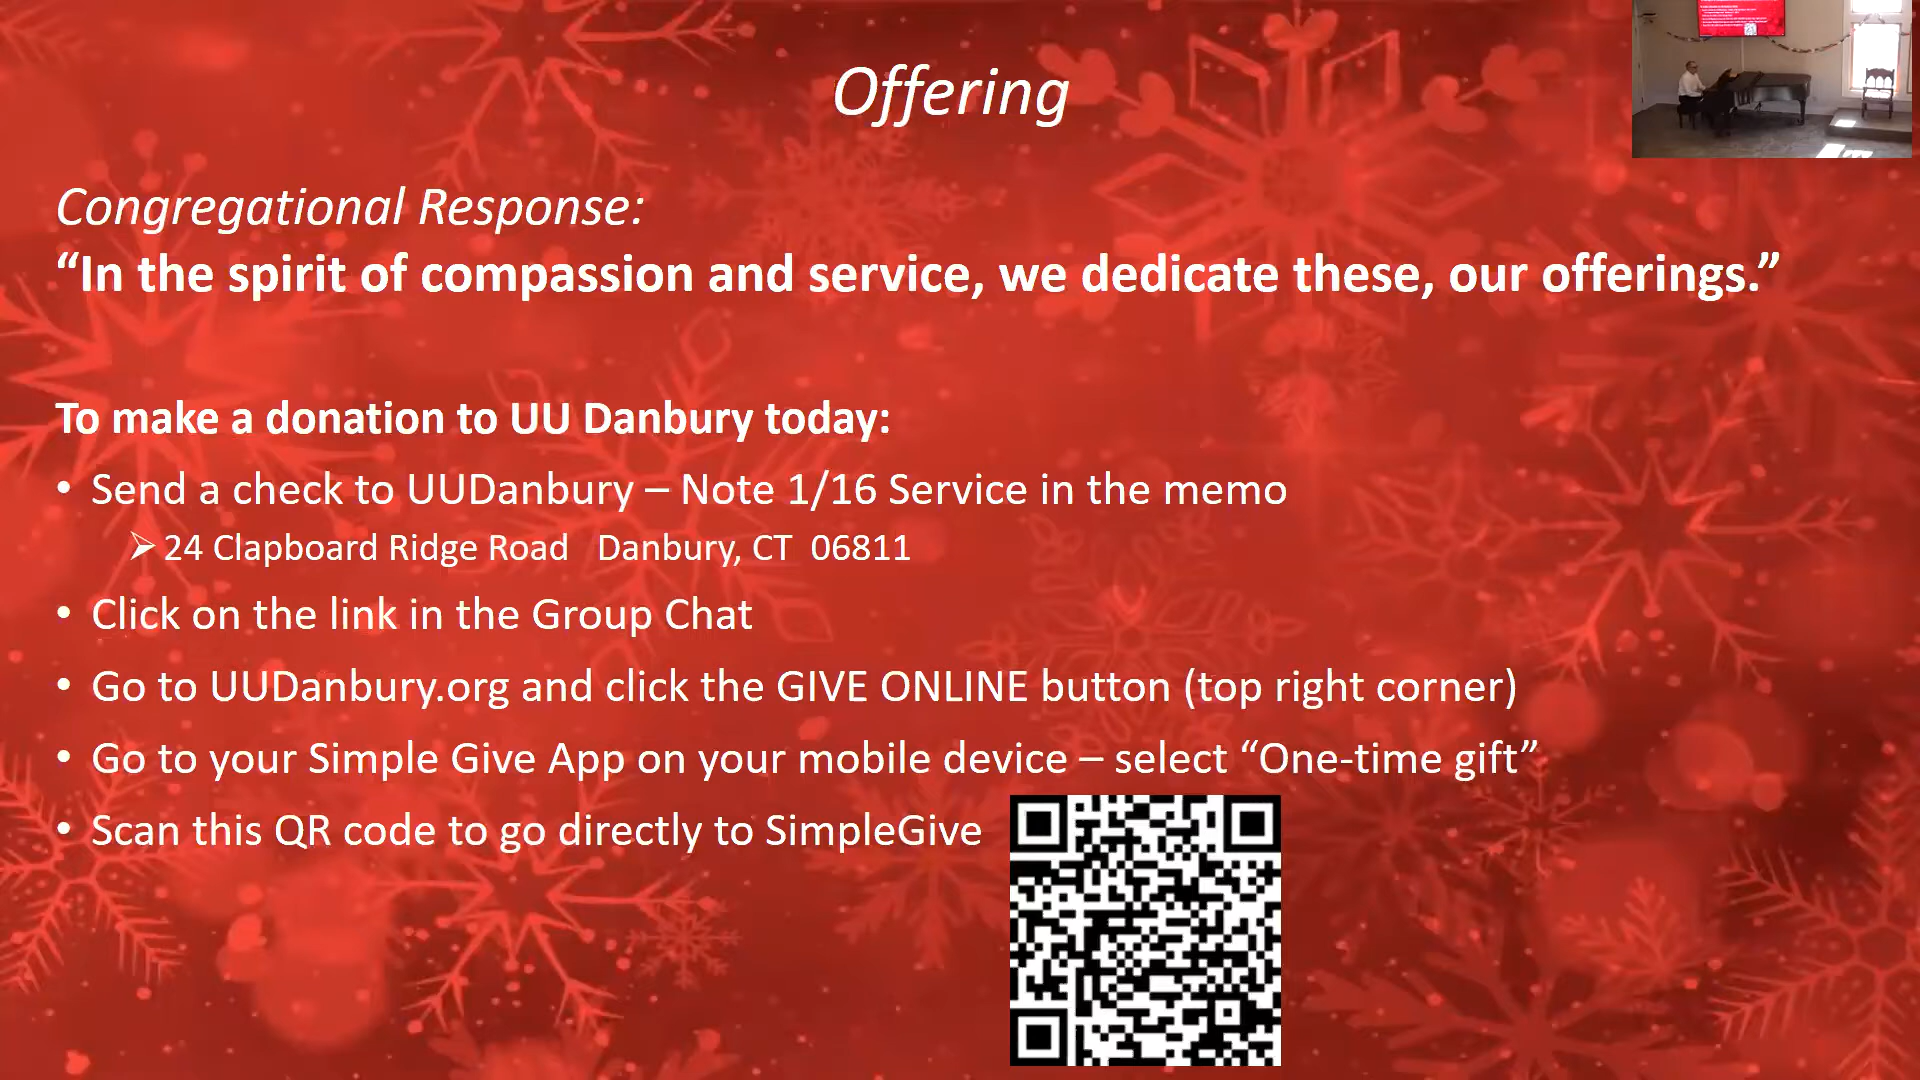 Offering
Congregational Response:
“In the spirit of compassion and service, we dedicate these, our offerings.”
To make a donation to UU Danbury today:
• Send a check to UUDanbury – Note 1/16 Service in the memo
➢ 24 Clapboard Ridge Road   Danbury, CT  06811
• Click on the link in the Group Chat
• Go to UUDanbury.org and click the GIVE ONLINE button (top right corner)
• Go to your Simple Give App on your mobile device – select “One-time gift”
• Scan this QR code to go directly to SimpleGive